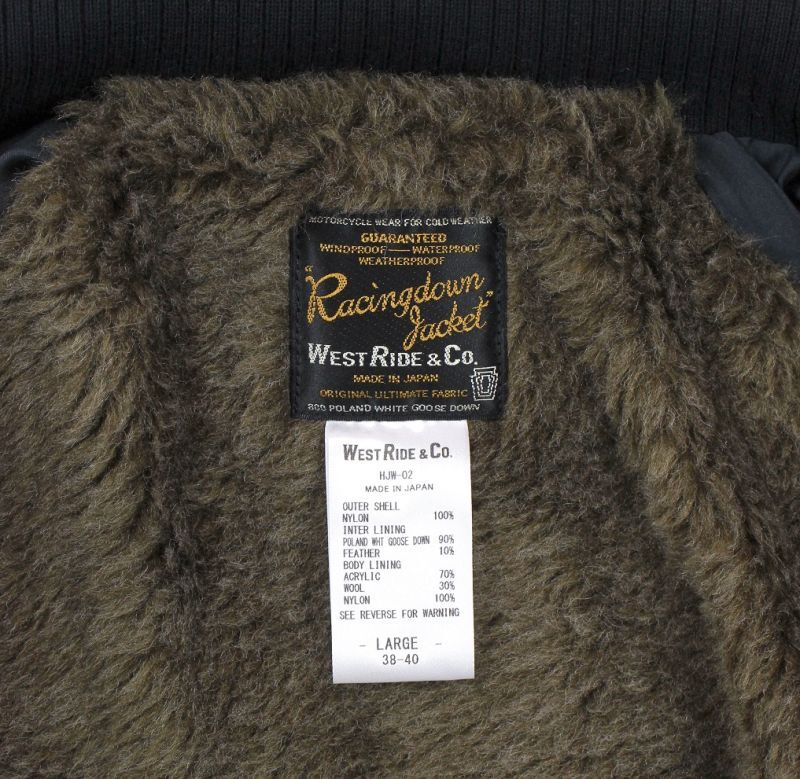 MOTORCYCLE WEAR FOR COLD WEATHER
GUARANTEED
WINDPROOF — WATERPROOF
WEATHERPROOF
"Racingdown
Jacket"
WEST RIDE & CO.
MADE IN JAPAN
ORIGINAL ULTIMATE FABRIC
800 POLAND WHITE GOOSE DOWN
WEST RIDE & CO.
HJW-02
MADE IN JAPAN
OUTER SHELL
NYLON 100%
INTER LINING
POLAND WHT GOOSE DOWN 90%
FEATHER 10%
BODY LINING
ACRYLIC 70%
WOOL 30%
NYLON 100%
SEE REVERSE FOR WARNING
- LARGE -
38-40